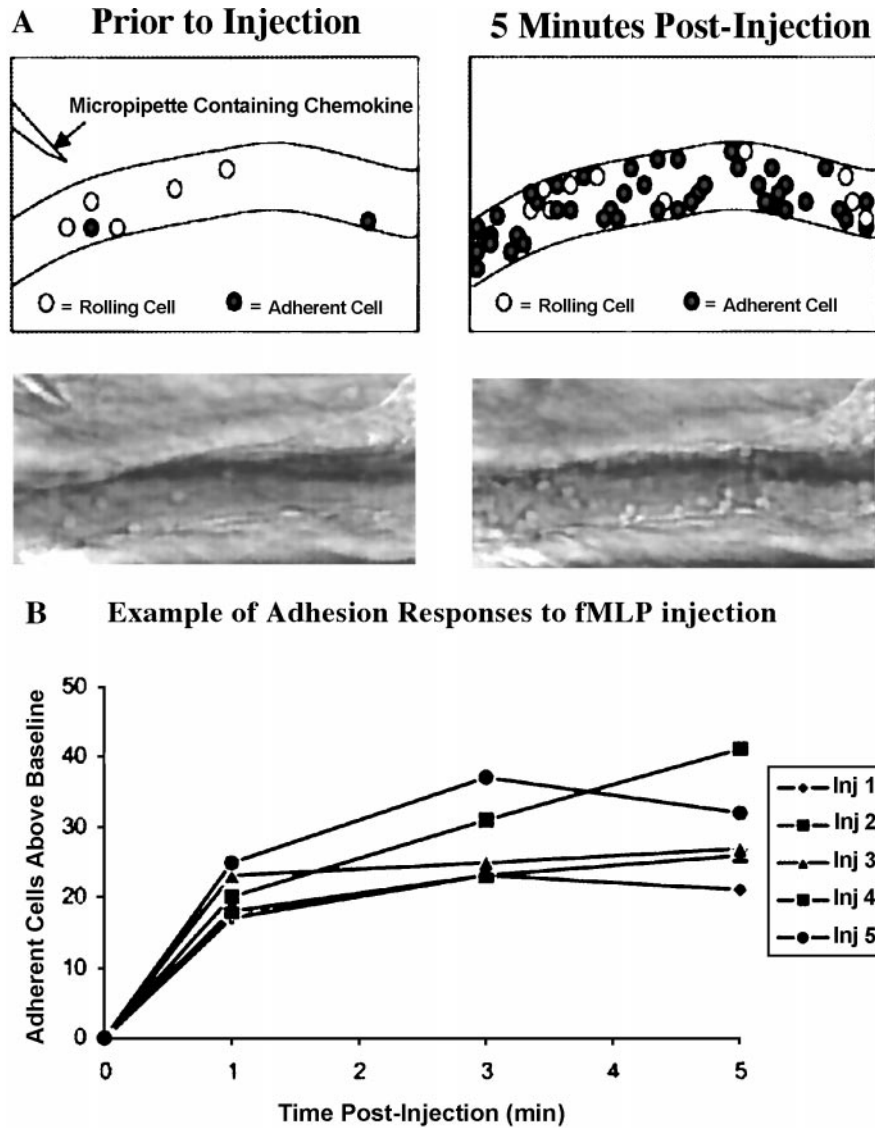 A Prior to Injection 5 Minutes Post-Injection
Micropipette Containing Chemokine
= Rolling Cell = Adherent Cell
= Rolling Cell = Adherent Cell
B Example of Adhesion Responses to fMLP injection
Adherent Cells Above Baseline
50
40
30
20
10
0
0 1 2 3 4 5
Time Post-Injection (min)
Inj 1
Inj 2
Inj 3
Inj 4
Inj 5